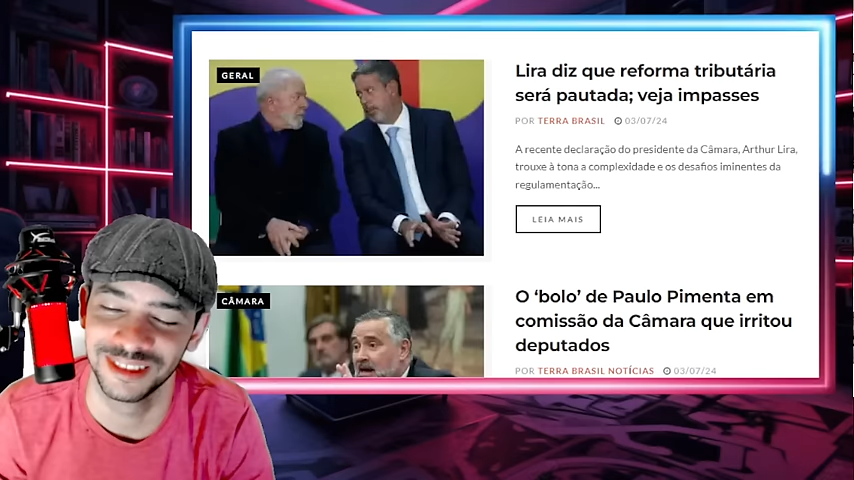 GERAL
Lira diz que reforma tributária
será pautada; veja impasses
POR TERRA BRASIL 03/07/24
A recente declaração do presidente da Câmara, Arthur Lira,
trouxe à tona a complexidade e os desafios iminentes da
regulamentação...
LEIA MAIS
CÂMARA
O ‘bolo’ de Paulo Pimenta em
comissão da Câmara que irritou
deputados
POR TERRA BRASIL NOTÍCIAS 03/07/24